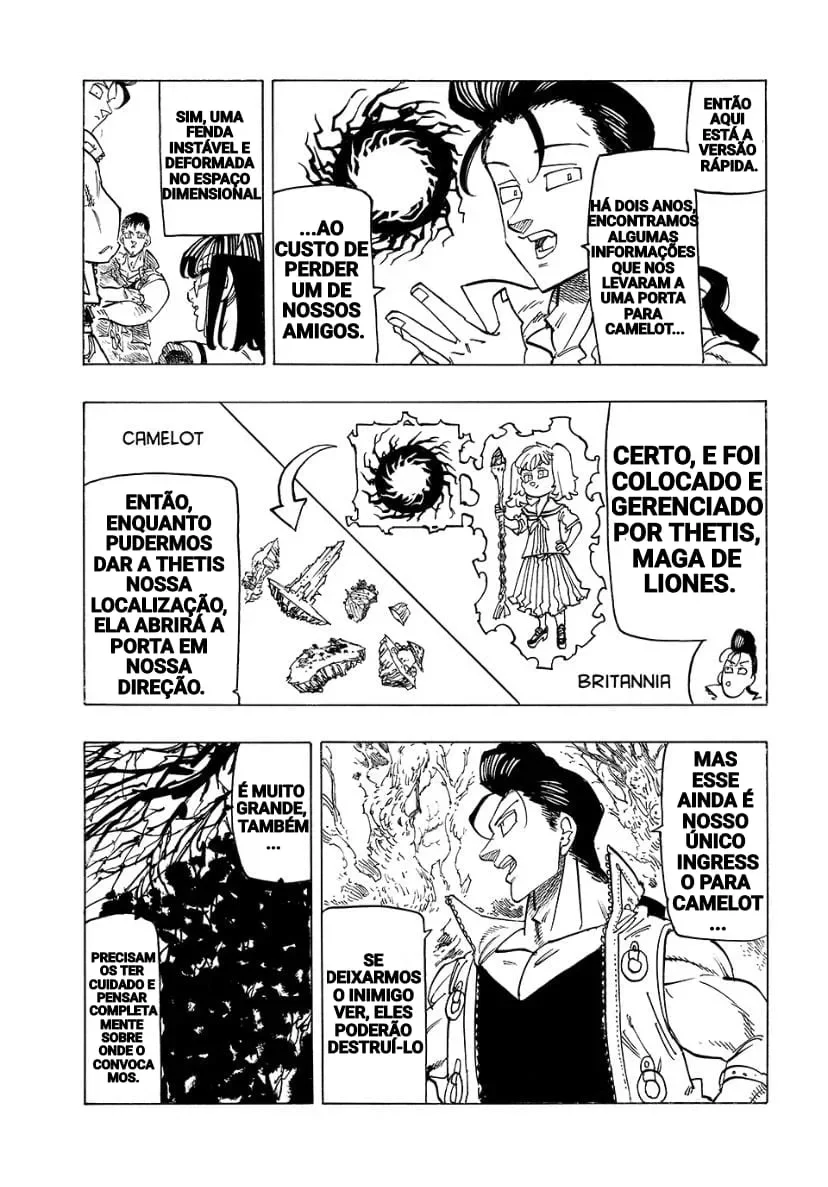 ENTÃO
AQUI
ESTÁ A
VERSÃO
RÁPIDA.
HÁ DOIS ANOS,
ENCONTRAMOS
ALGUMAS
INFORMAÇÕES
QUE NOS
LEVARAM A
UMA PORTA
PARA
CAMELOT...
...AO
CUSTO DE
PERDER
UM DE
NOSSOS
AMIGOS.
SIM, UMA
FENDA
INSTÁVEL E
DEFORMADA
NO ESPAÇO
DIMENSIONAL
CERTO, E FOI
COLOCADO E
GERENCIADO
POR THETIS,
MAGA DE
LIONES.
BRITANNIA
CAMELOT
ENTÃO,
ENQUANTO
PUDERMOS
DAR A THETIS
NOSSA
LOCALIZAÇÃO,
ELA ABRIRÁ A
PORTA EM
NOSSA
DIREÇÃO.
MAS
ESSE
AINDA É
NOSSO
ÚNICO
INGRESS
O PARA
CAMELOT
...
SE
DEIXARMOS
O INIMIGO
VER, ELES
PODERÃO
DESTRUÍ-LO
É MUITO
GRANDE,
TAMBÉM
...
PRECISAM
OS TER
CUIDADO E
PENSAR
COMPLETA
MENTE
SOBRE
ONDE O
CONVOCA
MOS.